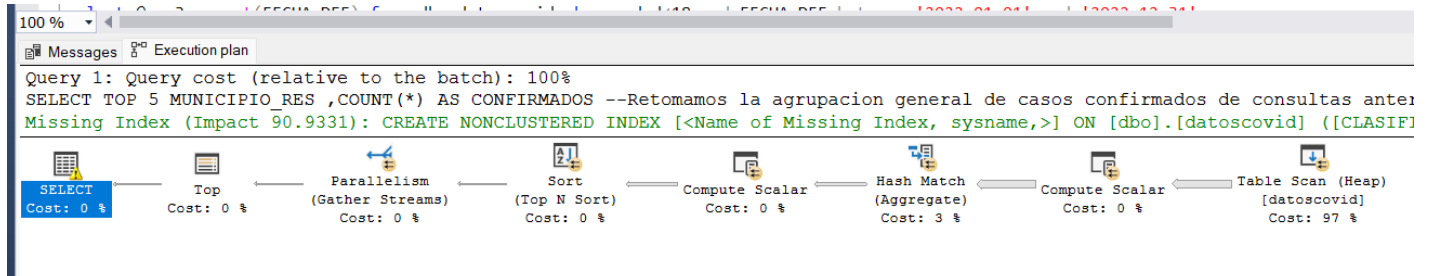 100 %
Messages Execution plan
Query 1: Query cost (relative to the batch): 100%
SELECT TOP 5 MUNICIPIO_RES ,COUNT(*) AS CONFIRMADOS --Retomamos la agrupacion general de casos confirmados de consultas anter
Missing Index (Impact 90.9331): CREATE NONCLUSTERED INDEX [<Name of Missing Index, sysname,>] ON [dbo].[datoscovid] ([CLASIFI
SELECT
Cost: 0 %
Top
Cost: 0 %
Parallelism
(Gather Streams)
Cost: 0 %
Sort
(Top N Sort)
Cost: 0 %
Compute Scalar
Cost: 0 %
Hash Match
(Aggregate)
Cost: 3 %
Compute Scalar
Cost: 0 %
Table Scan (Heap)
[datoscovid]
Cost: 97 %